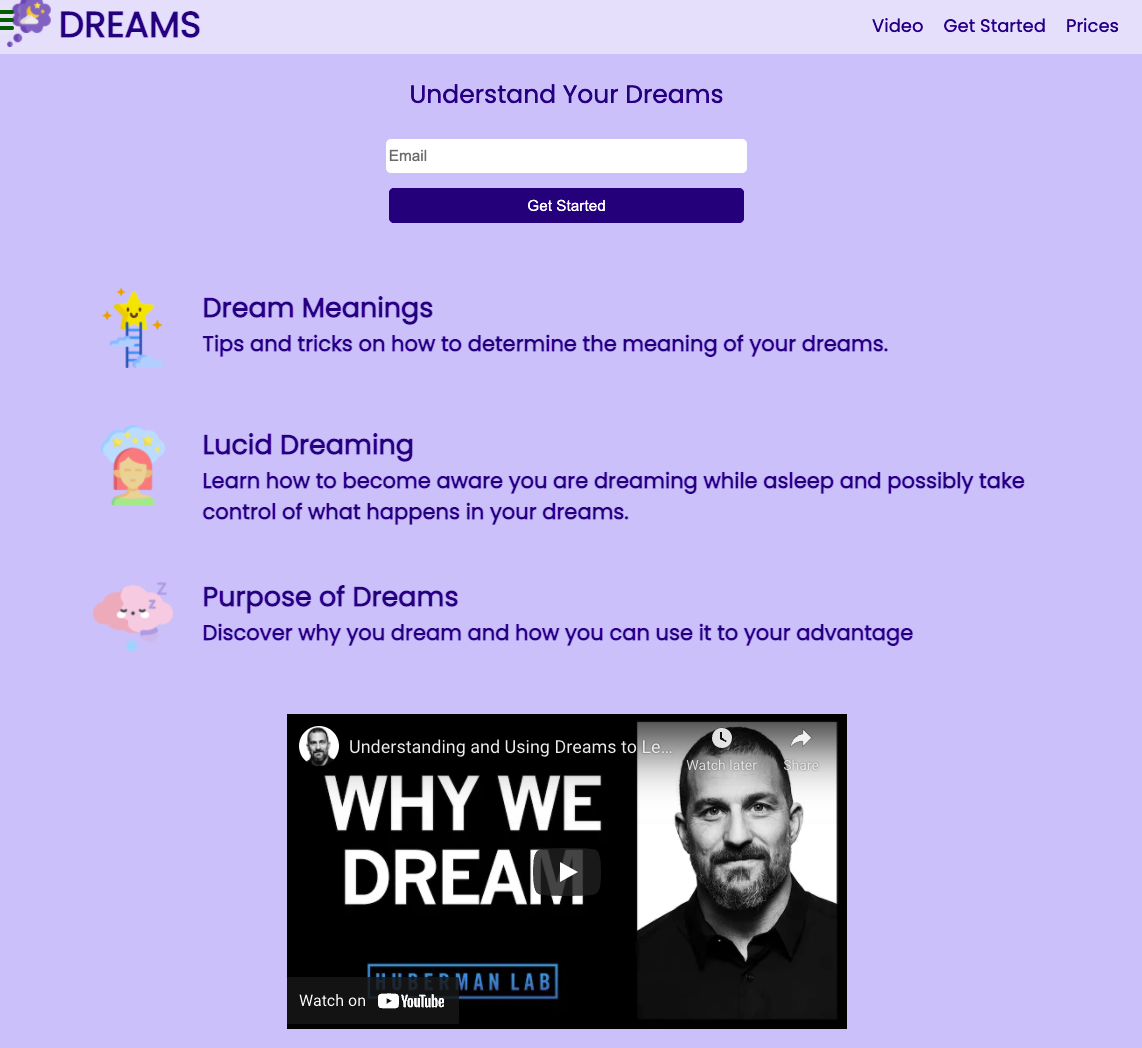 DREAMS
Video Get Started Prices
Understand Your Dreams
Email
Get Started
Dream Meanings
Tips and tricks on how to determine the meaning of your dreams.
Lucid Dreaming
Learn how to become aware you are dreaming while asleep and possibly take
control of what happens in your dreams.
Z
z
Purpose of Dreams
Discover why you dream and how you can use it to your advantage
Understanding and Using Dreams to Le...
Watch later
Share
WHY WE
DREAM
HUBERMAN LAB
Watch on YouTube